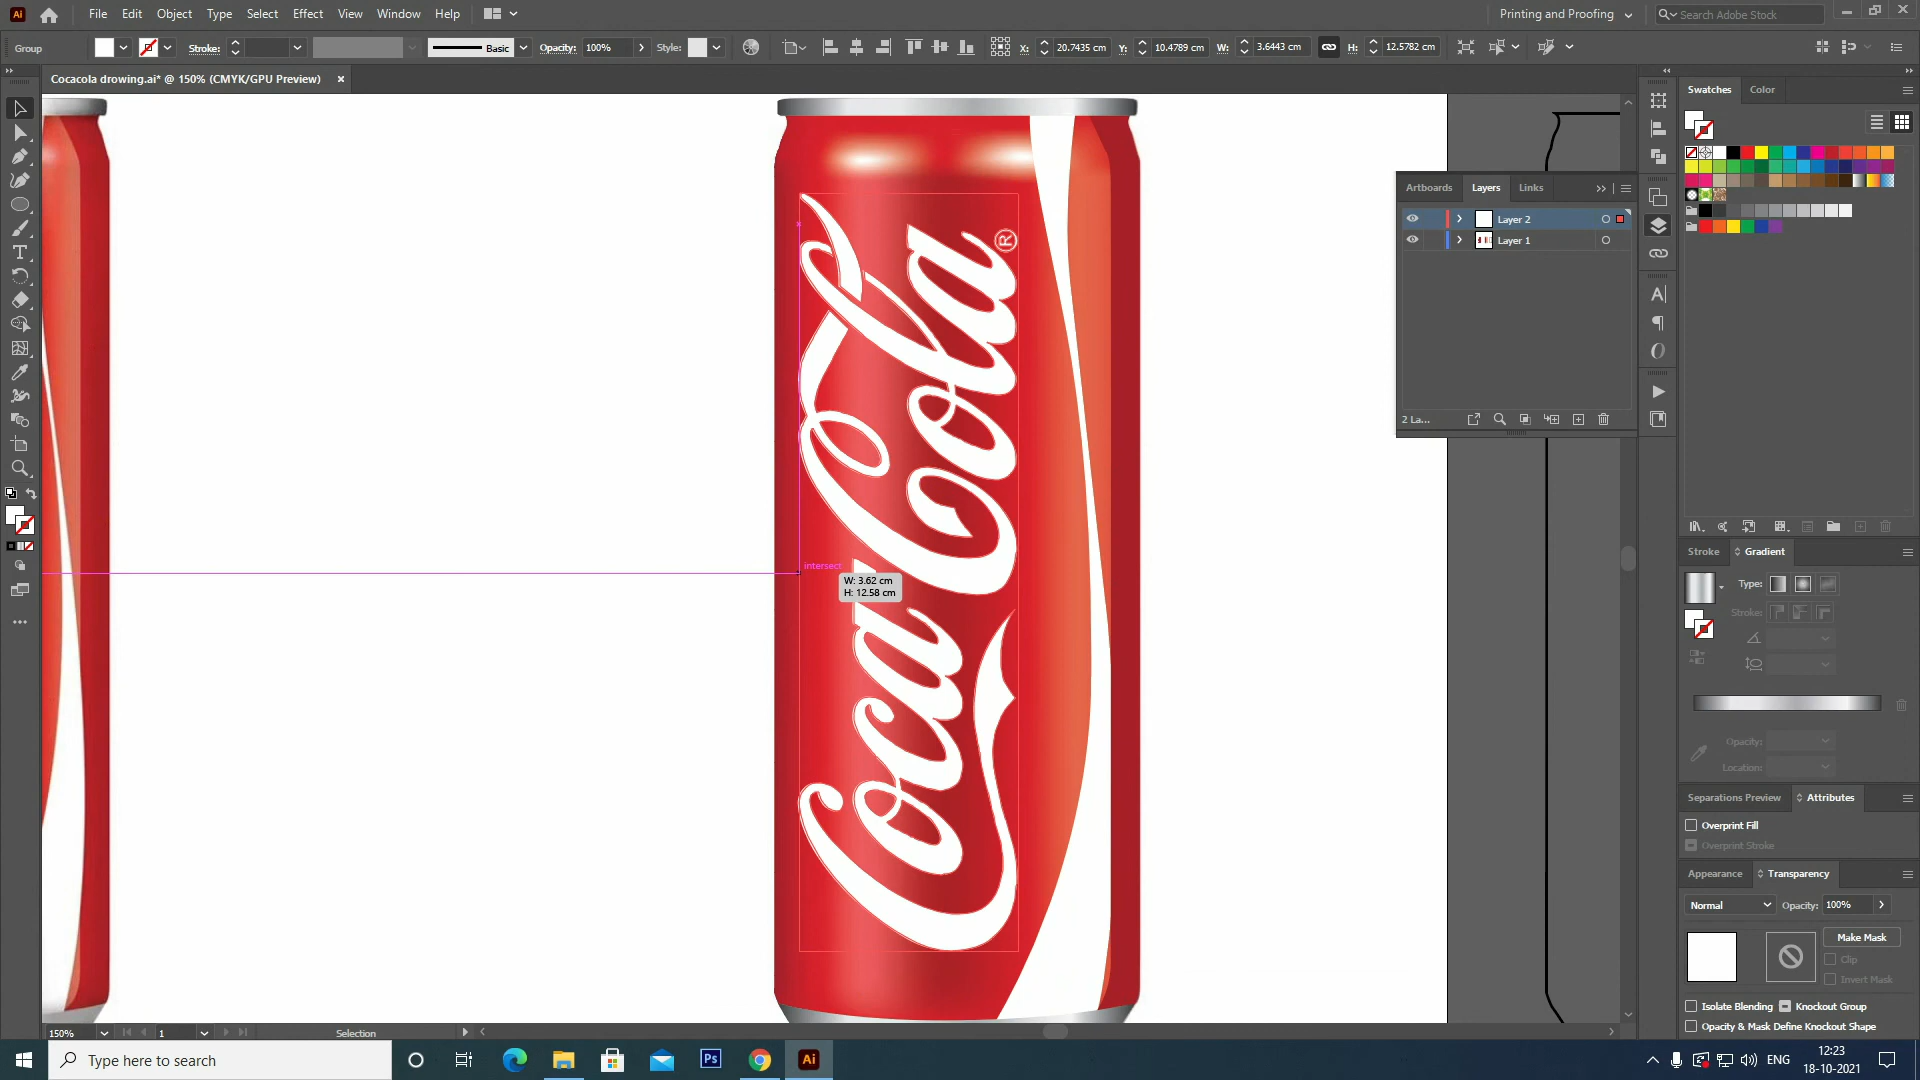 File Edit Object Type Select Effect View Window Help
Printing and Proofing
Search Adobe Stock
Group
Stroke:
Basic
Opacity: 100%
Style:
X: 20.7435 cm Y: 10.4789 cm W: 3.6443 cm H: 12.5782 cm
Cocacola drowing.ai* @ 150% (CMYK/GPU Preview)
Swatches Color
Artboards Layers Links
Layer 2
Layer 1
2 La...
Coca-Cola ®
intersect
W: 3.62 cm
H: 12.58 cm
Stroke Gradient
Type:
Stroke:
Opacity:
Location:
Separations Preview Attributes
Overprint Fill
Overprint Stroke
Appearance Transparency
Normal Opacity: 100%
Make Mask
Clip
Invert Mask
Isolate Blending Knockout Group
Opacity & Mask Define Knockout Shape
150% 1 Selection
Type here to search
Ps Ai
ENG 12:23
18-10-2021